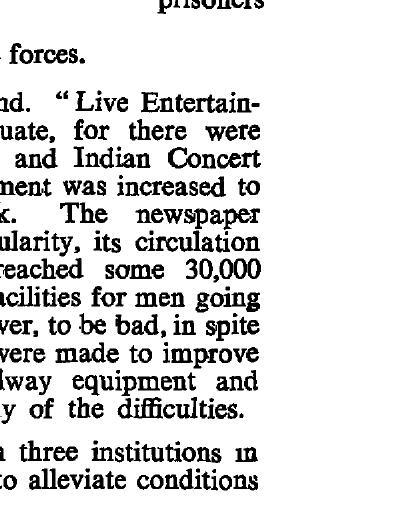 prisoners
forces.
nd. “Live Entertain-
uate, for there were
and Indian Concert
ment was increased to
k. The newspaper
ularity, its circulation
reached some 30,000
acilities for men going
ver, to be bad, in spite
were made to improve
lway equipment and
y of the difficulties.
three institutions in
to alleviate conditions